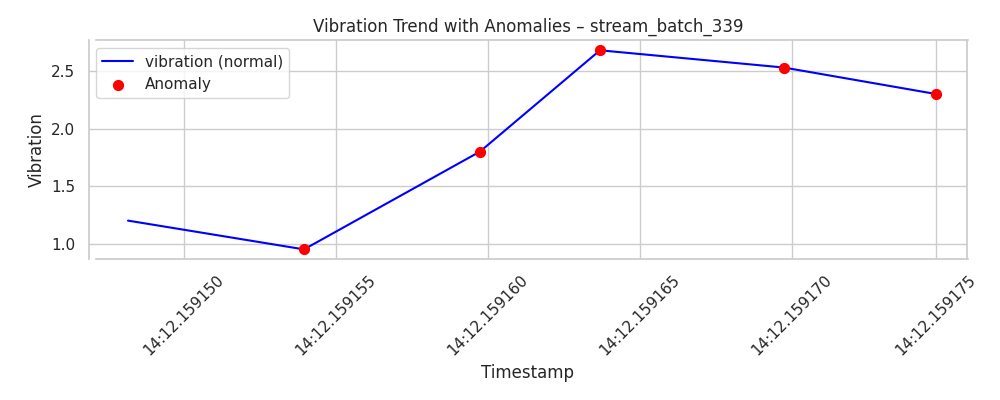 Vibration Trend with Anomalies – stream_batch_339
vibration (normal)
Anomaly
2.5
2.0
1.5
1.0
Vibration
14:12.159150
14:12.159155
14:12.159160
14:12.159165
14:12.159170
14:12.159175
Timestamp